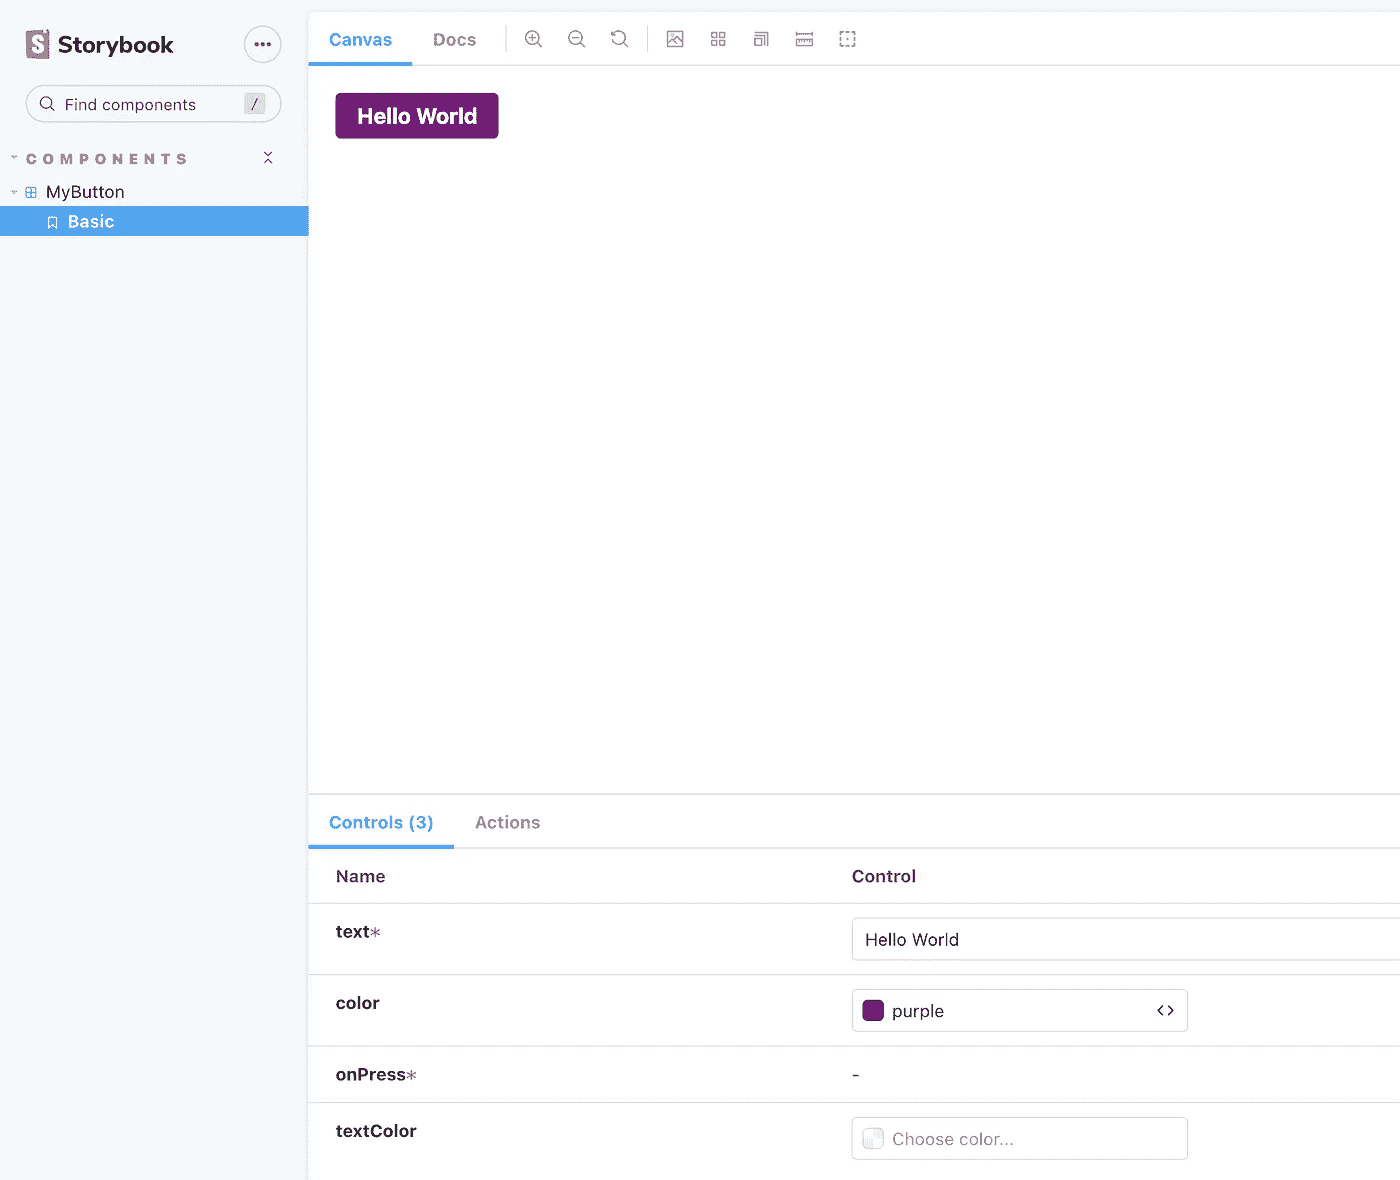 Storybook
Find components /
COMPONENTS
MyButton
Basic
Canvas Docs
Hello World
Controls (3) Actions
Name Control
text* Hello World
color purple
onPress* -
textColor Choose color...